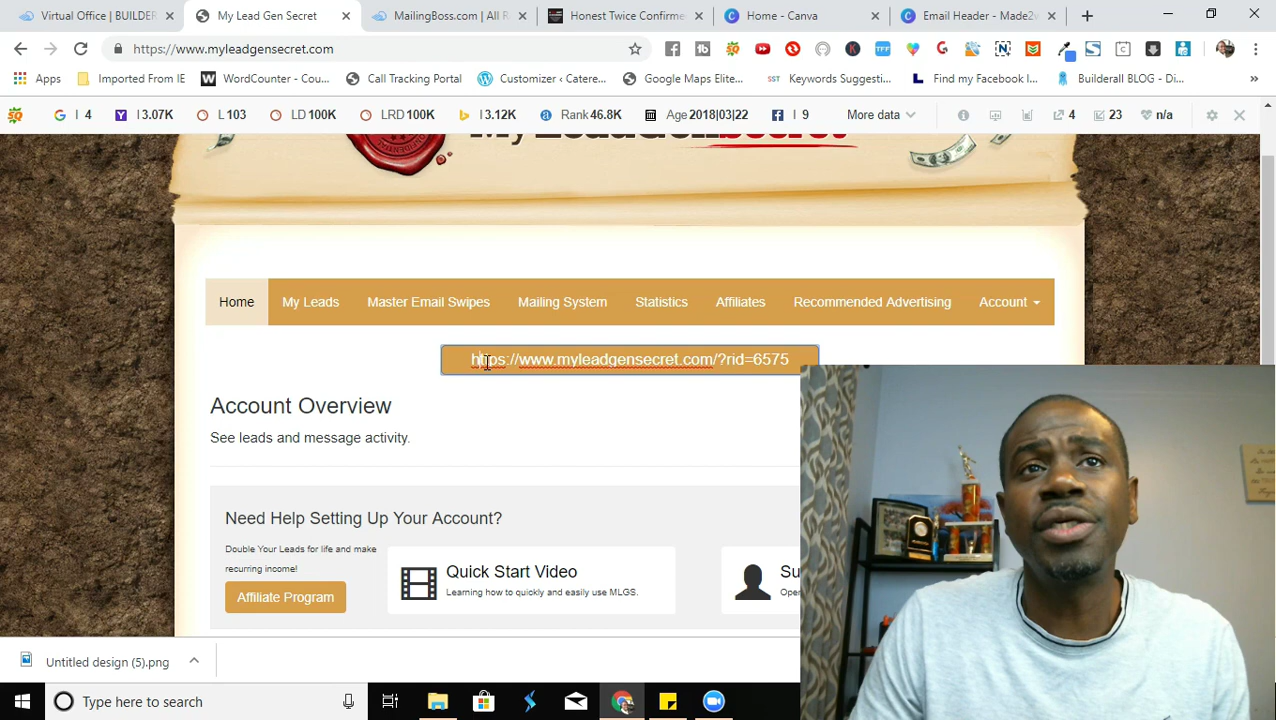 Virtual Office | BUILDER
My Lead Gen Secret
MailingBoss.com | All R
Honest Twice Confirme
Home - Canva
Email Header - Made2w
https://www.myleadgensecret.com
Apps
Imported From IE
WordCounter - Cou...
Call Tracking Portal
Customizer ‹ Catere...
Google Maps Elite...
SST
Keywords Suggesti...
Find my Facebook I...
Builderall BLOG - Di...
G I 4
I 3.07K
L 103
LD 100K
LRD 100K
I 3.12K
Rank 46.8K
Age 2018|03|22
I 9
More data
4
23
n/a
MyLeadGenSecret
Home
My Leads
Master Email Swipes
Mailing System
Statistics
Affiliates
Recommended Advertising
Account
https://www.myleadgensecret.com/?rid=6575
Account Overview
See leads and message activity.
Need Help Setting Up Your Account?
Double Your Leads for life and make
recurring income!
Affiliate Program
Quick Start Video
Learning how to quickly and easily use MLGS.
Su
Oper
Untitled design (5).png
Type here to search